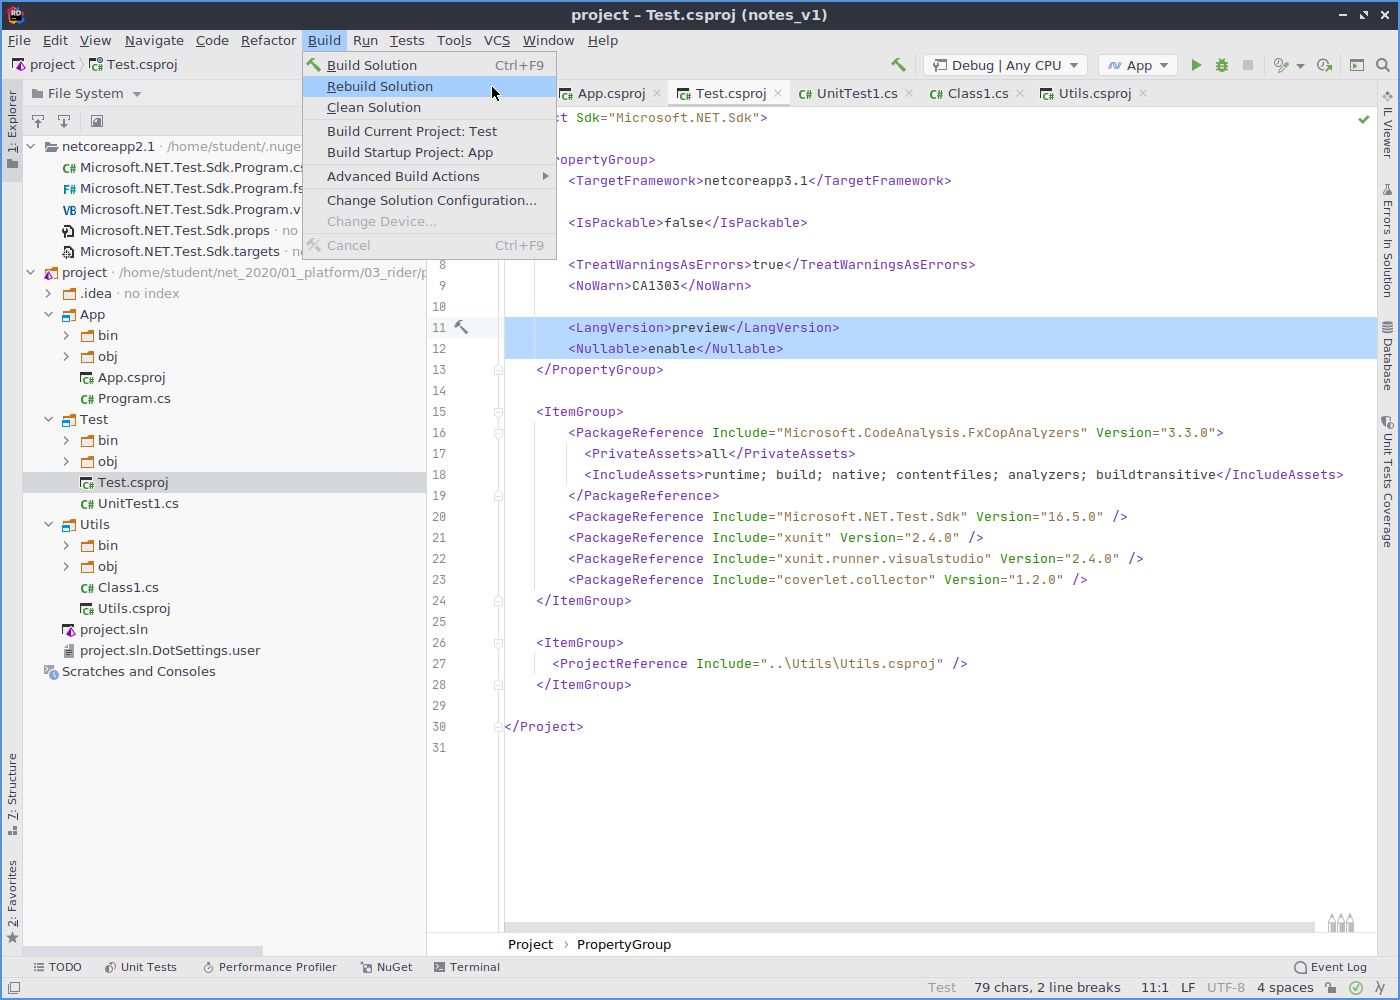 project – Test.csproj (notes_v1)
File Edit View Navigate Code Refactor Build Run Tests Tools VCS Window Help
project Test.csproj
Debug | Any CPU App
File System
App.csproj Test.csproj UnitTest1.cs Class1.cs Utils.csproj
Build Solution Ctrl+F9
Rebuild Solution
Clean Solution
Build Current Project: Test
Build Startup Project: App
Advanced Build Actions
Change Solution Configuration...
Change Device...
Cancel Ctrl+F9
1: Explorer
7: Structure
2: Favorites
netcoreapp2.1 · /home/student/.nuge
Microsoft.NET.Test.Sdk.Program.cs
Microsoft.NET.Test.Sdk.Program.fs
Microsoft.NET.Test.Sdk.Program.v
Microsoft.NET.Test.Sdk.props · no
Microsoft.NET.Test.Sdk.targets ·
project · /home/student/net_2020/01_platform/03_rider/p
.idea · no index
App
bin
obj
App.csproj
Program.cs
Test
bin
obj
Test.csproj
UnitTest1.cs
Utils
bin
obj
Class1.cs
Utils.csproj
project.sln
project.sln.DotSettings.user
Scratches and Consoles
ct Sdk="Microsoft.NET.Sdk">
ropertyGroup>
<TargetFramework>netcoreapp3.1</TargetFramework>
<IsPackable>false</IsPackable>
8 <TreatWarningsAsErrors>true</TreatWarningsAsErrors>
9 <NoWarn>CA1303</NoWarn>
10
11 <LangVersion>preview</LangVersion>
12 <Nullable>enable</Nullable>
13 </PropertyGroup>
14
15 <ItemGroup>
16 <PackageReference Include="Microsoft.CodeAnalysis.FxCopAnalyzers" Version="3.3.0">
17 <PrivateAssets>all</PrivateAssets>
18 <IncludeAssets>runtime; build; native; contentfiles; analyzers; buildtransitive</IncludeAssets>
19 </PackageReference>
20 <PackageReference Include="Microsoft.NET.Test.Sdk" Version="16.5.0" />
21 <PackageReference Include="xunit" Version="2.4.0" />
22 <PackageReference Include="xunit.runner.visualstudio" Version="2.4.0" />
23 <PackageReference Include="coverlet.collector" Version="1.2.0" />
24 </ItemGroup>
25
26 <ItemGroup>
27 <ProjectReference Include="..\Utils\Utils.csproj" />
28 </ItemGroup>
29
30 </Project>
31
IL Viewer
Errors In Solution
Database
Unit Tests Coverage
Project › PropertyGroup
TODO Unit Tests Performance Profiler NuGet Terminal Event Log
Test 79 chars, 2 line breaks 11:1 LF UTF-8 4 spaces